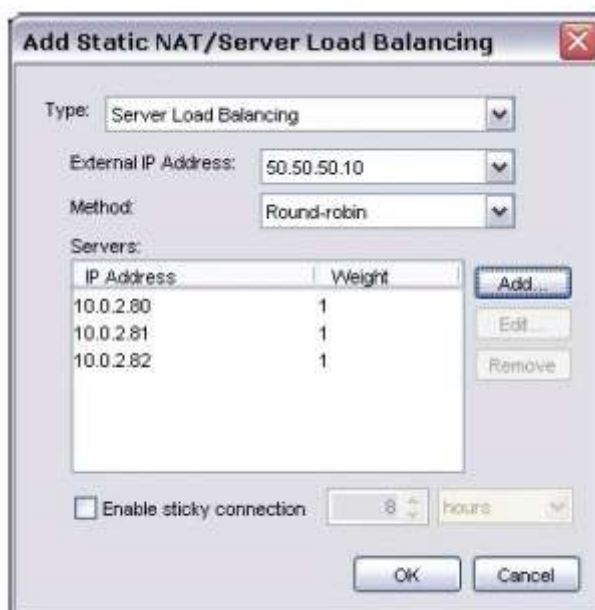 Add Static NAT/Server Load Balancing
Type: Server Load Balancing
External IP Address: 50.50.50.10
Method: Round-robin
Servers:
IP Address Weight
Add...
10.0.2.80 1
10.0.2.81 1
Edit...
10.0.2.82 1
Remove
Enable sticky connection 8 hours
OK Cancel